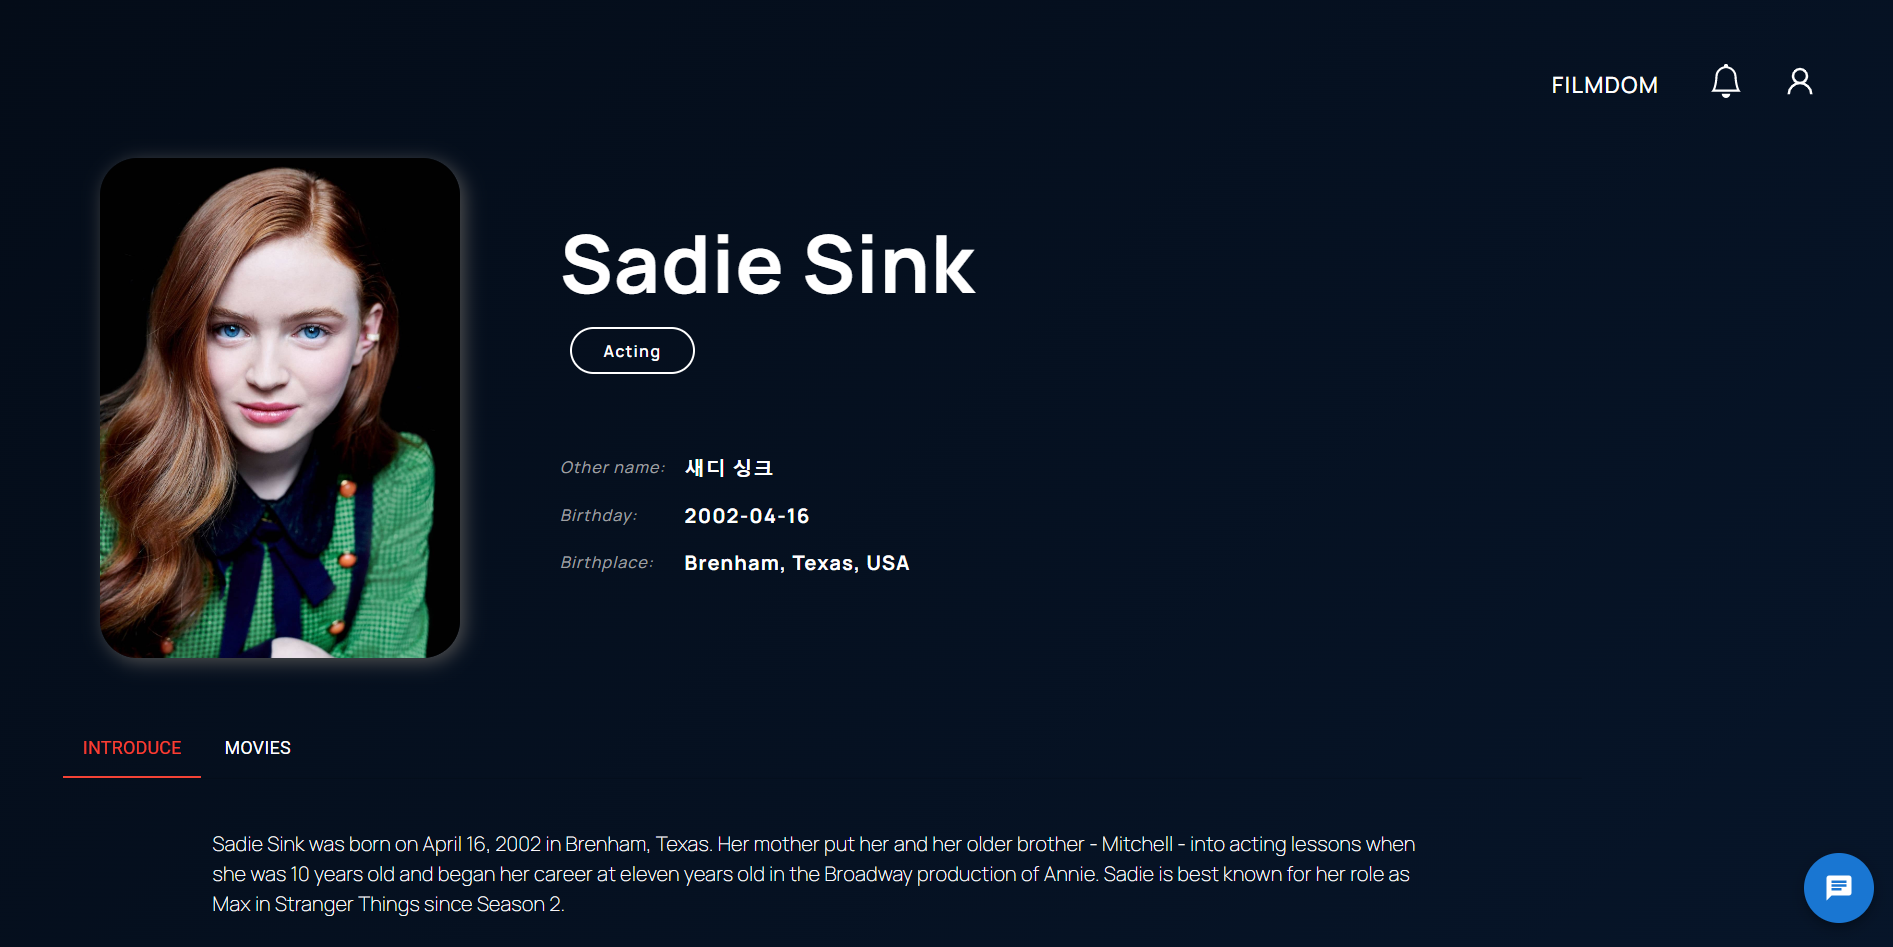 FILMDOM
Sadie Sink
Acting
Other name: 새디 싱크
Birthday: 2002-04-16
Birthplace: Brenham, Texas, USA
INTRODUCE MOVIES
Sadie Sink was born on April 16, 2002 in Brenham, Texas. Her mother put her and her older brother - Mitchell - into acting lessons when
she was 10 years old and began her career at eleven years old in the Broadway production of Annie. Sadie is best known for her role as
Max in Stranger Things since Season 2.